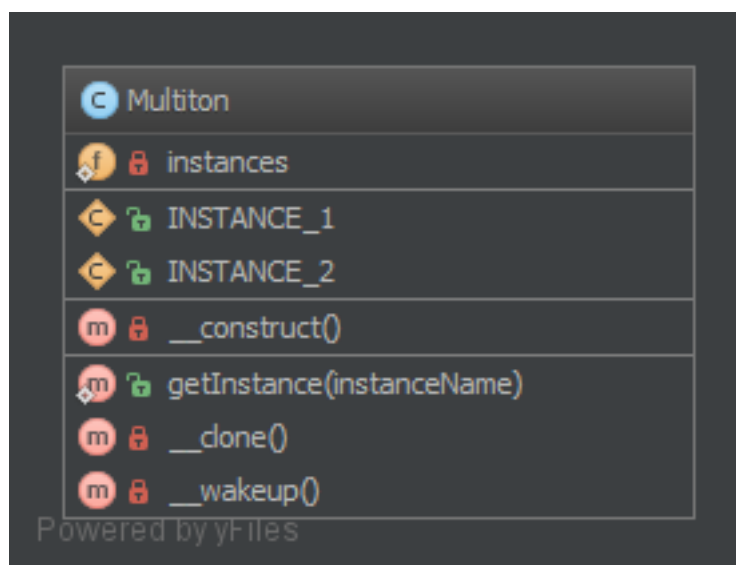 C Multiton
f instances
C INSTANCE_1
C INSTANCE_2
m __construct()
m getInstance(instanceName)
m __clone()
m __wakeup()
Powered by yFiles